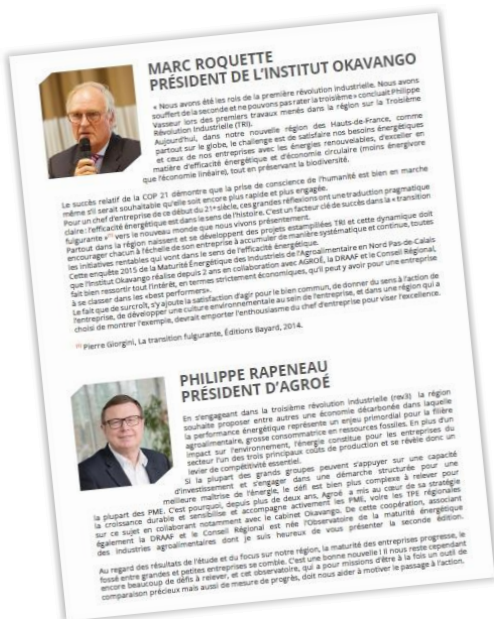 MARC ROQUETTE
PRÉSIDENT DE L'INSTITUT OKAVANGO
« Nous avons été les rois de la première révolution industrielle. Nous avons
souffert de la seconde et ne pouvons pas rater la troisième » concluait Philippe
Vasseur lors des premiers travaux menés dans la région sur la Troisième
Révolution Industrielle (TRI).
Aujourd'hui, dans notre nouvelle région des Hauts-de-France, comme
partout sur le globe, le challenge est de satisfaire nos besoins énergétiques
et ceux de nos entreprises avec les énergies renouvelables, d'exceller en
matière d'efficacité énergétique et d'économie circulaire (moins énergivore
que l'économie linéaire), tout en préservant la biodiversité.
Le succès relatif de la COP 21 démontre que la prise de conscience de l'humanité est bien en marche
même s'il serait souhaitable qu'elle soit encore plus rapide et plus engagée.
Pour un chef d'entreprise de ce début du 21e siècle, ces grandes réflexions ont une traduction pragmatique
claire : l'efficacité énergétique est dans le sens de l'histoire. C'est un facteur clé de succès dans la « transition
fulgurante »(1) vers le nouveau monde que nous vivons présentement.
Partout dans la région naissent et se développent des projets estampillés TRI et cette dynamique doit
encourager chacun à l'échelle de son entreprise à accumuler de manière systématique et continue, toutes
les initiatives rentables qui vont dans le sens de l'efficacité énergétique.
Cette enquête 2015 de la Maturité Énergétique des Industriels de l'Agroalimentaire en Nord Pas-de-Calais
que l'Institut Okavango réalise depuis 2 ans en collaboration avec AGROÉ, la DRAAF et le Conseil Régional,
fait bien ressortir tout l'intérêt, en termes strictement économiques, qu'il peut y avoir pour une entreprise
à se classer dans les «best performers».
Le fait que de surcroît, s'y ajoute la satisfaction d'agir pour le bien commun, de donner du sens à l'action de
l'entreprise, de développer une culture environnementale au sein de l'entreprise, et dans une région qui a
choisi de montrer l'exemple, devrait emporter l'enthousiasme du chef d'entreprise pour viser l'excellence.
(1) Pierre Giorgini, La transition fulgurante, Éditions Bayard, 2014.
PHILIPPE RAPENEAU
PRÉSIDENT D'AGROÉ
En s'engageant dans la troisième révolution industrielle (rev3) la région
souhaite proposer entre autres une économie décarbonée dans laquelle
la performance énergétique représente un enjeu primordial pour la filière
agroalimentaire, grosse consommatrice en ressources fossiles. En plus d'un
impact sur l'environnement, l'énergie constitue pour les entreprises du
secteur l'un des trois principaux coûts de production et se révèle donc un
levier de compétitivité essentiel.
Si la plupart des grands groupes peuvent s'appuyer sur une capacité
d'investissement et s'engager dans une démarche structurée pour une
meilleure maîtrise de l'énergie, le défi est bien plus complexe à relever pour
la plupart des PME. C'est pourquoi, depuis plus de deux ans, Agroé a mis au cœur de sa stratégie
la croissance durable et sensibilise et accompagne activement les PME, voire les TPE régionales
sur ce sujet en collaborant notamment avec le cabinet Okavango. De cette coopération, associant
également la DRAAF et le Conseil Régional est née l'Observatoire de la maturité énergétique
des industries agroalimentaires dont je suis heureux de vous présenter la seconde édition.
Au regard des résultats de l'étude et du focus sur notre région, la maturité des entreprises progresse, le
fossé entre grandes et petites entreprises se comble. C'est une bonne nouvelle ! Il nous reste cependant
encore beaucoup de défis à relever, et cet observatoire, qui a pour missions d'être à la fois un outil de
comparaison précieux mais aussi de mesure de progrès, doit nous aider à motiver le passage à l'action.